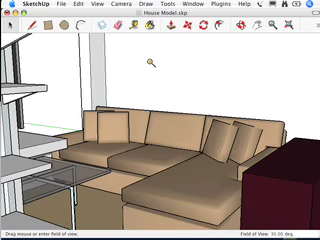 SketchUp File Edit View Camera Draw Tools Window Plugins Help
House Model.skp
Drag mouse or enter field of view. Field of View 30.00 deg